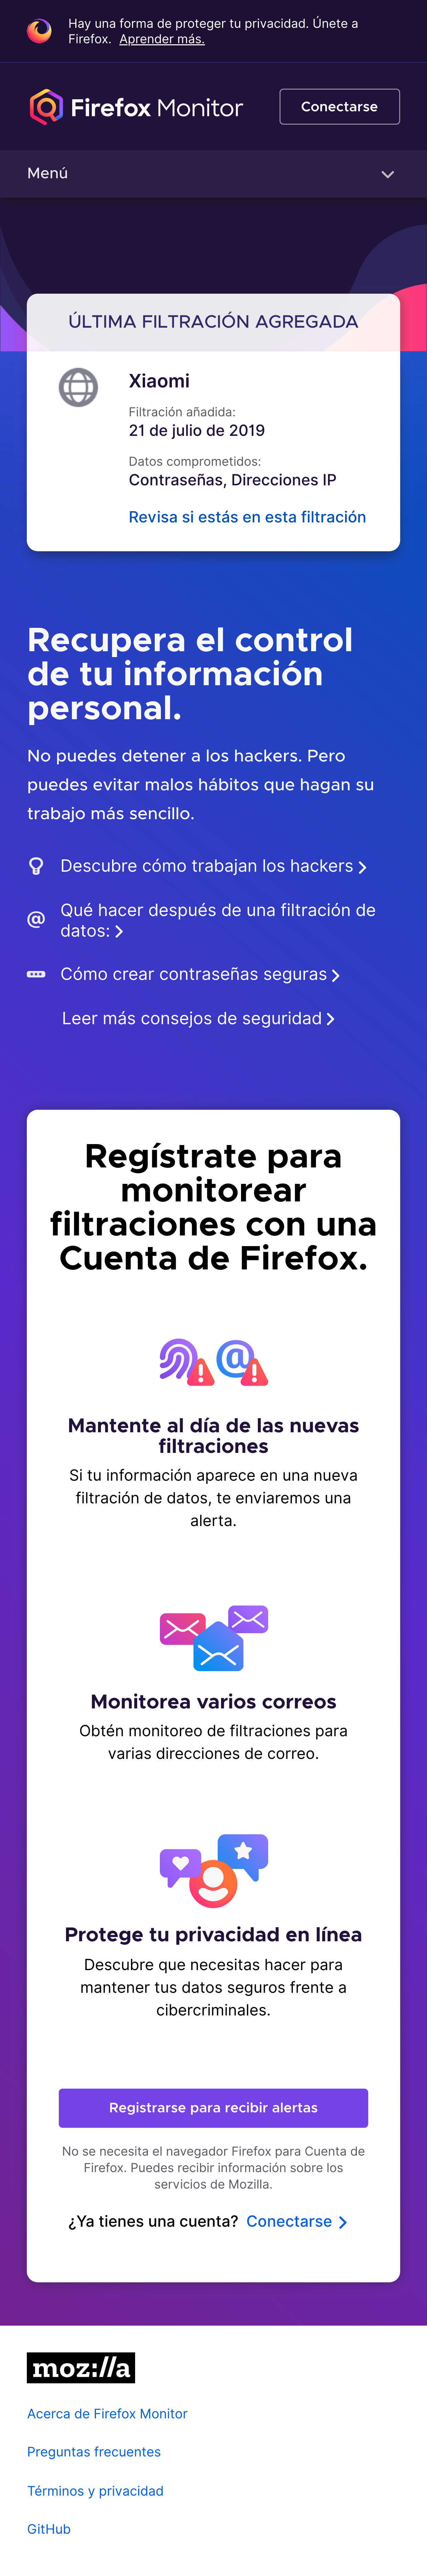 Hay una forma de proteger tu privacidad. Únete a
Firefox. Aprender más.
Firefox Monitor
Conectarse
Menú
ÚLTIMA FILTRACIÓN AGREGADA
Xiaomi
Filtración añadida:
21 de julio de 2019
Datos comprometidos:
Contraseñas, Direcciones IP
Revisa si estás en esta filtración
Recupera el control
de tu información
personal.
No puedes detener a los hackers. Pero
puedes evitar malos hábitos que hagan su
trabajo más sencillo.
Descubre cómo trabajan los hackers
Qué hacer después de una filtración de
datos:
Cómo crear contraseñas seguras
Leer más consejos de seguridad
Regístrate para
monitorear
filtraciones con una
Cuenta de Firefox.
Mantente al día de las nuevas
filtraciones
Si tu información aparece en una nueva
filtración de datos, te enviaremos una
alerta.
Monitorea varios correos
Obtén monitoreo de filtraciones para
varias direcciones de correo.
Protege tu privacidad en línea
Descubre que necesitas hacer para
mantener tus datos seguros frente a
cibercriminales.
Registrarse para recibir alertas
No se necesita el navegador Firefox para Cuenta de
Firefox. Puedes recibir información sobre los
servicios de Mozilla.
¿Ya tienes una cuenta? Conectarse
moz://a
Acerca de Firefox Monitor
Preguntas frecuentes
Términos y privacidad
GitHub